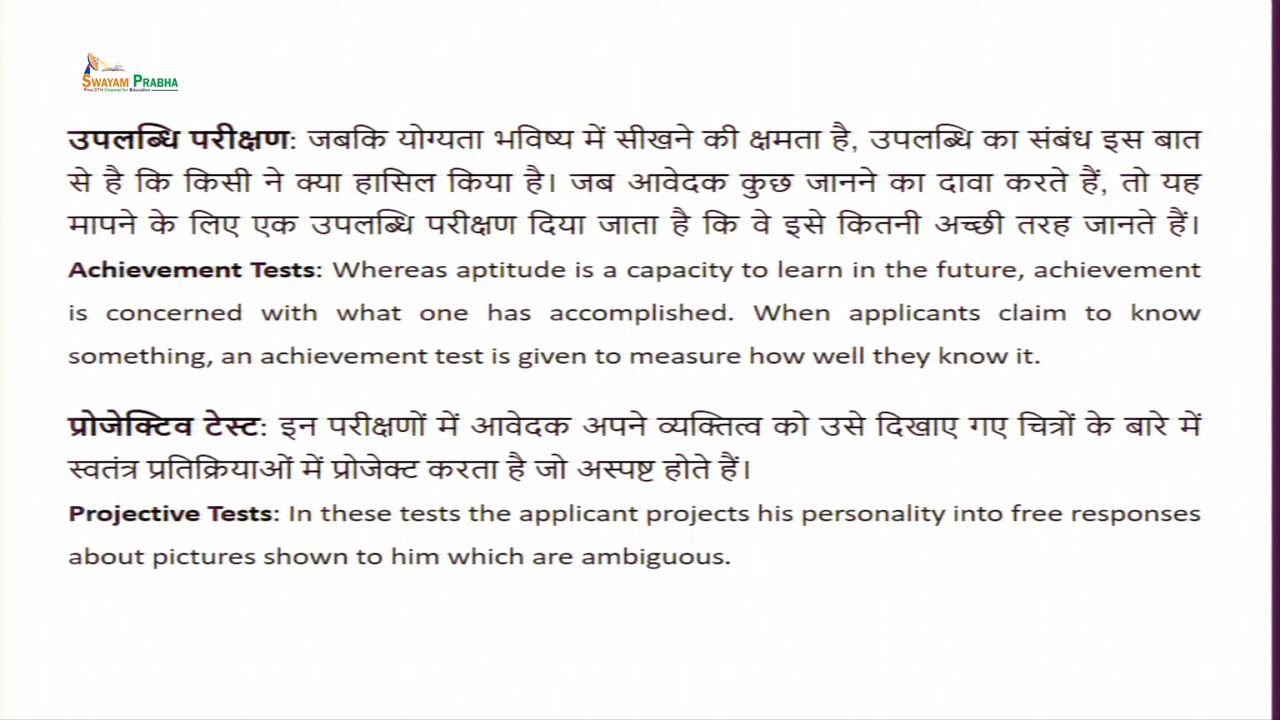 SWAYAM PRABHA
Free DTH Channel for Education
उपलब्धि परीक्षण: जबकि योग्यता भविष्य में सीखने की क्षमता है, उपलब्धि का संबंध इस बात
से है कि किसी ने क्या हासिल किया है। जब आवेदक कुछ जानने का दावा करते हैं, तो यह
मापने के लिए एक उपलब्धि परीक्षण दिया जाता है कि वे इसे कितनी अच्छी तरह जानते हैं।
Achievement Tests: Whereas aptitude is a capacity to learn in the future, achievement
is concerned with what one has accomplished. When applicants claim to know
something, an achievement test is given to measure how well they know it.
प्रोजेक्टिव टेस्ट: इन परीक्षणों में आवेदक अपने व्यक्तित्व को उसे दिखाए गए चित्रों के बारे में
स्वतंत्र प्रतिक्रियाओं में प्रोजेक्ट करता है जो अस्पष्ट होते हैं।
Projective Tests: In these tests the applicant projects his personality into free responses
about pictures shown to him which are ambiguous.